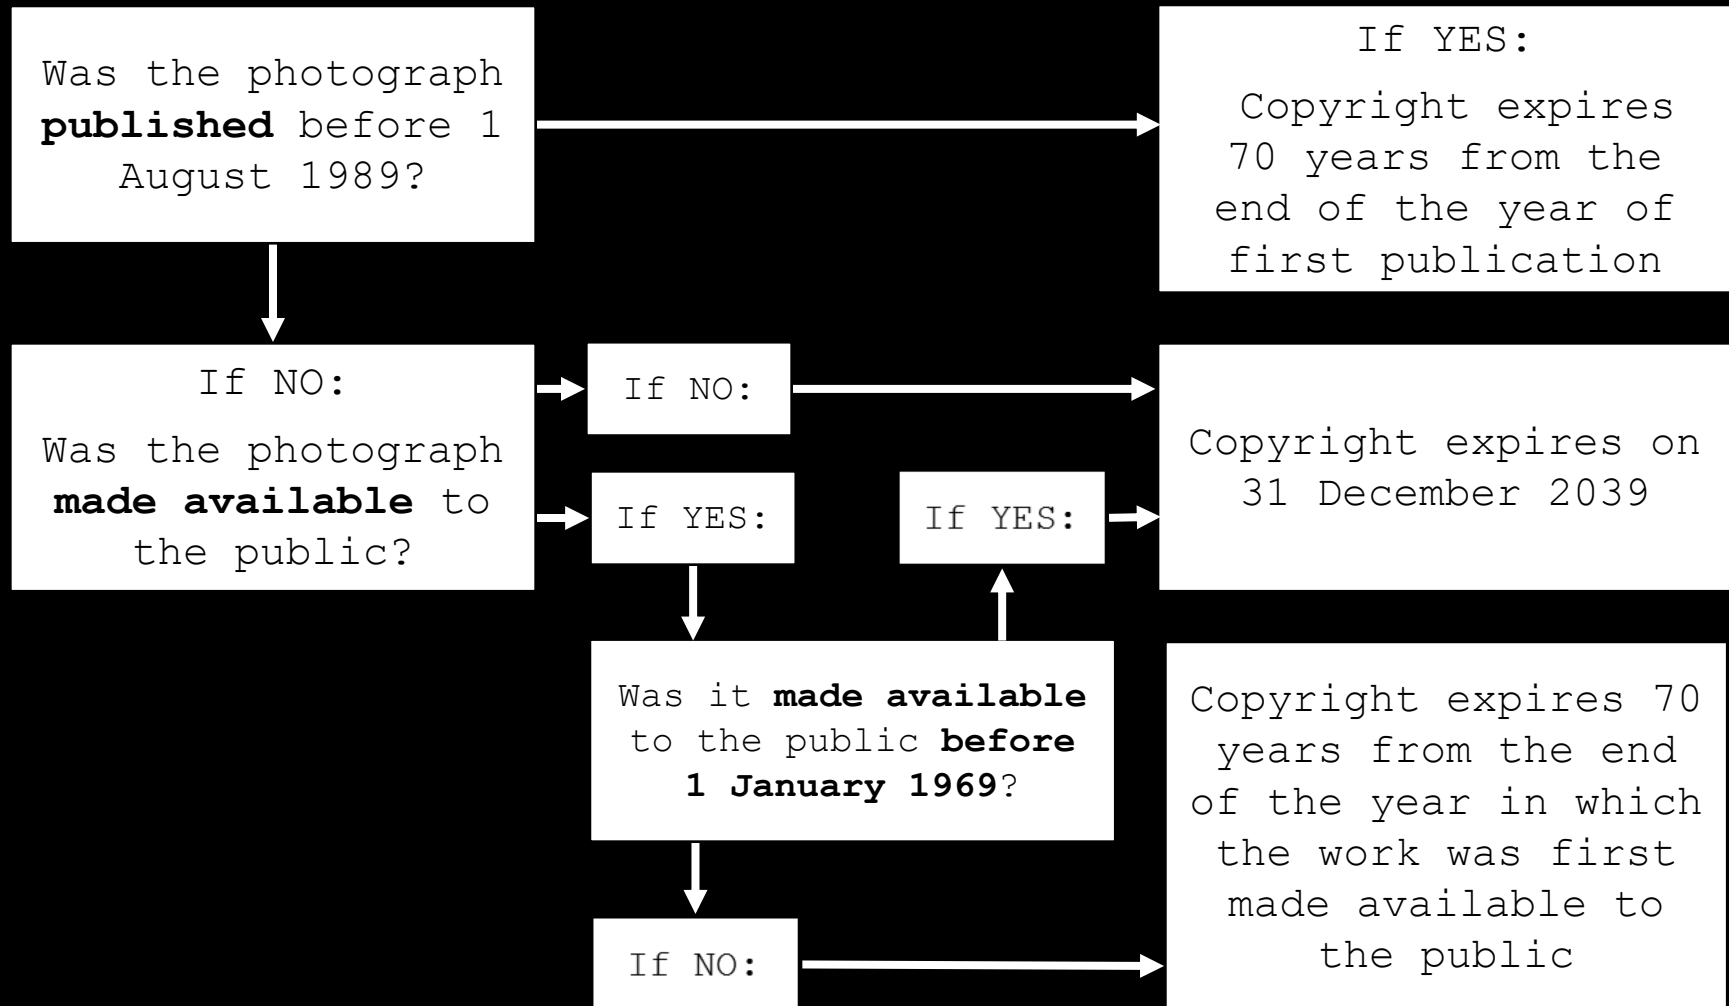 Was the photograph
published before 1
August 1989?
If YES:
Copyright expires
70 years from the
end of the year of
first publication
If NO:
Was the photograph
made available to
the public?
If NO:
If YES:
If YES:
Copyright expires on
31 December 2039
Was it made available
to the public before
1 January 1969?
If NO:
Copyright expires 70
years from the end
of the year in which
the work was first
made available to
the public